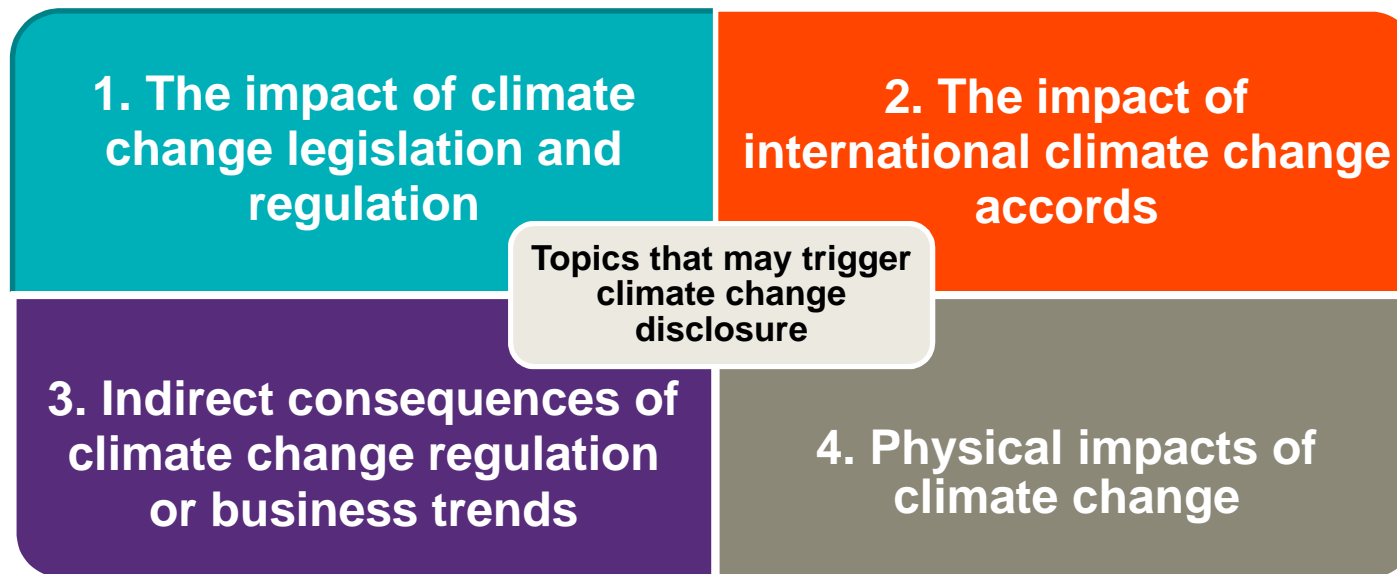 1. The impact of climate
change legislation and
regulation
2. The impact of
international climate change
accords
Topics that may trigger
climate change
disclosure
3. Indirect consequences of
climate change regulation
or business trends
4. Physical impacts of
climate change